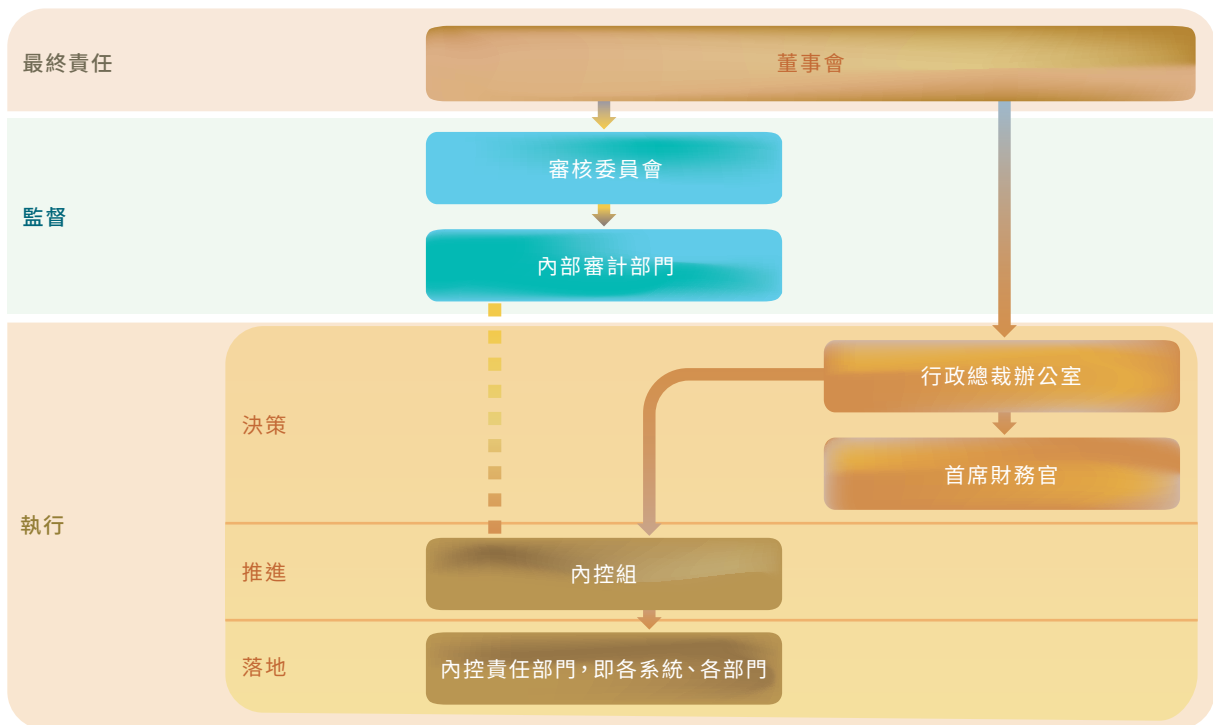 最終責任
董事會
審核委員會
監督
內部審計部門
行政總裁辦公室
決策
首席財務官
執行
推進
內控組
落地
內控責任部門，即各系統、各部門